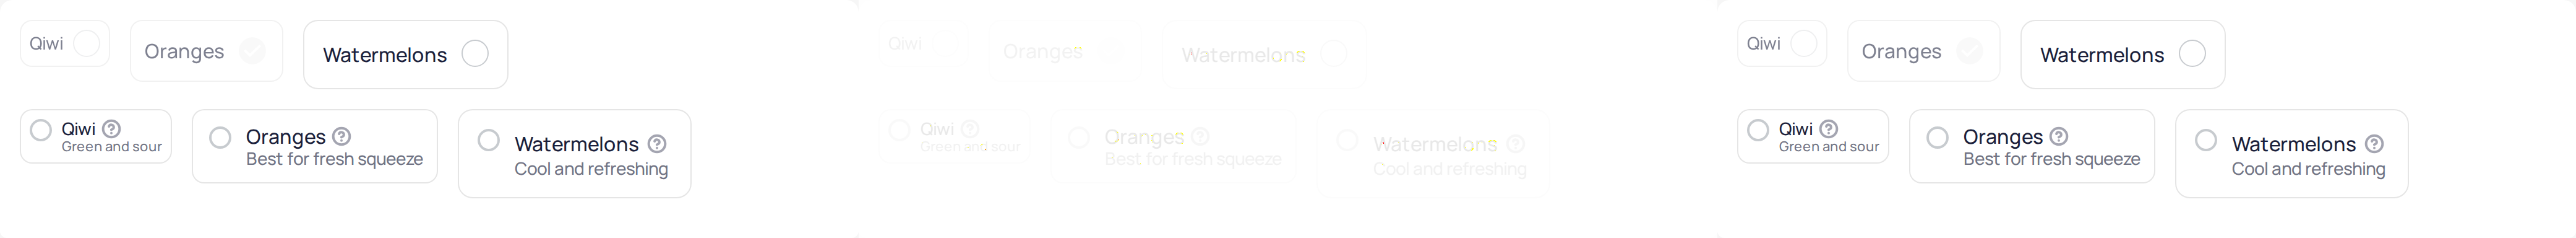 Qiwi
Oranges
Watermelons
Qiwi
Green and sour
Oranges
Best for fresh squeeze
Watermelons
Cool and refreshing
Qiwi
Oranges
Watermelons
Qiwi
Green and sour
Oranges
Best for fresh squeeze
Watermelons
Cool and refreshing
Qiwi
Oranges
Watermelons
Qiwi
Green and sour
Oranges
Best for fresh squeeze
Watermelons
Cool and refreshing